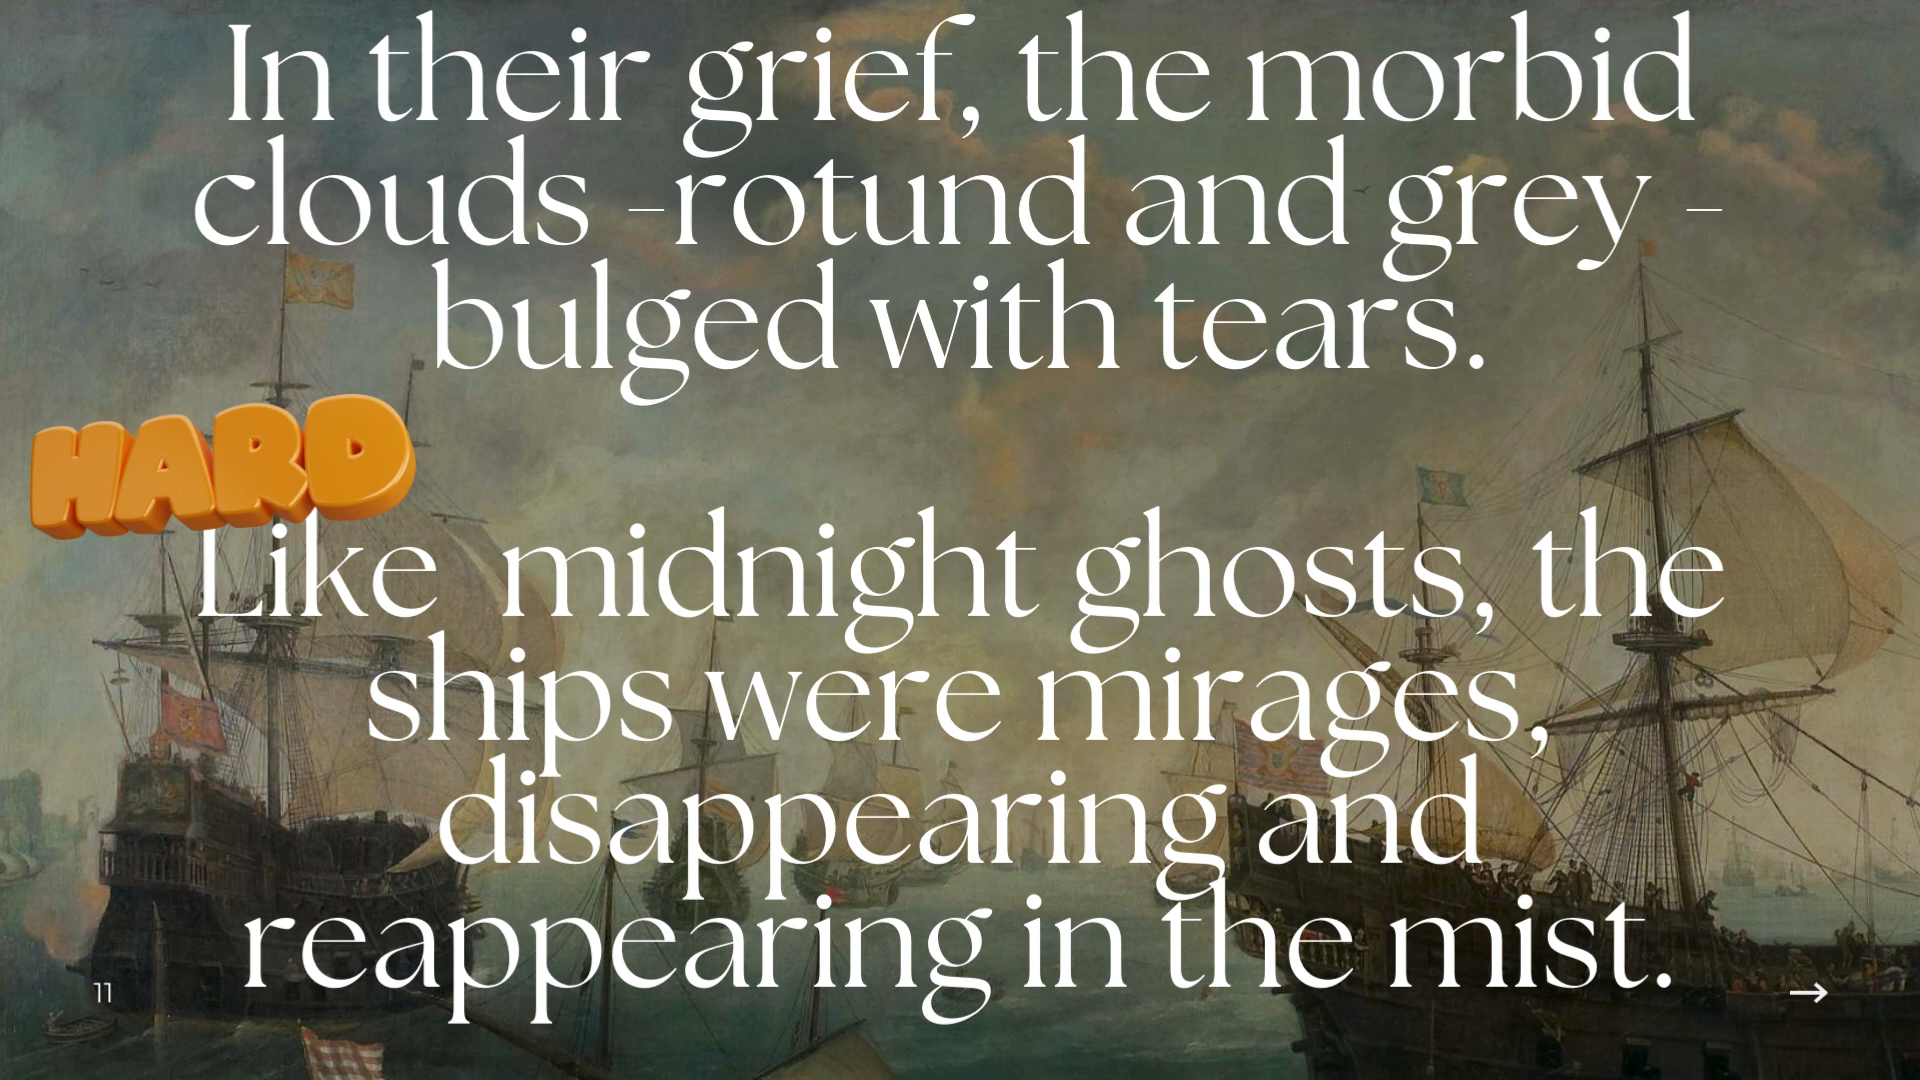 In their grief, the morbid
clouds -rotund and grey -
bulged with tears.
HARD
Like midnight ghosts, the
ships were mirages,
disappearing and
reappearing in the mist.
11
→